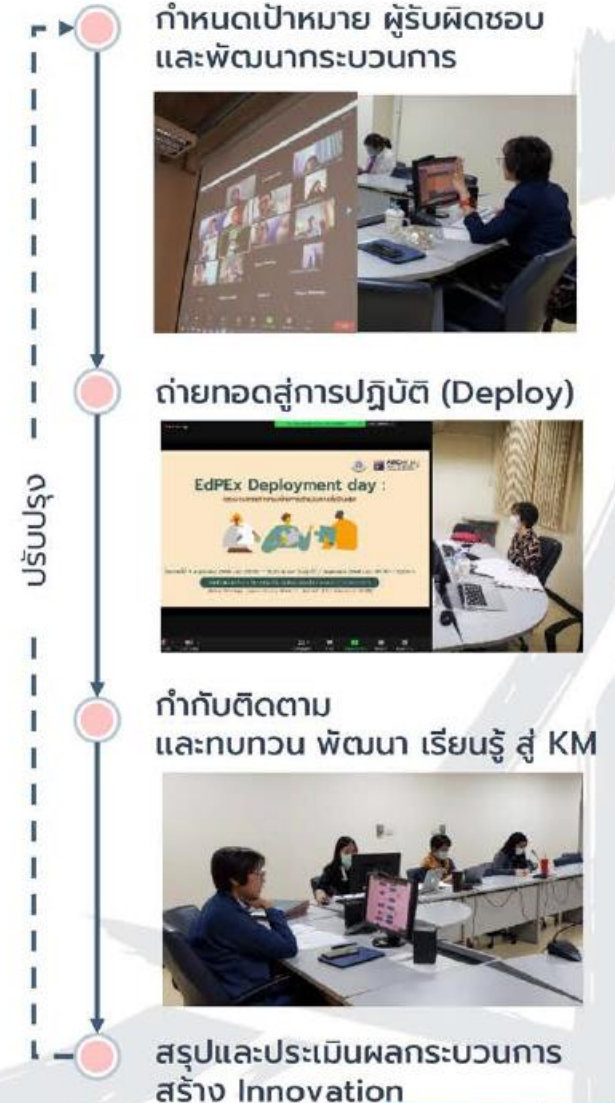 กำหนดเป้าหมาย ผู้รับผิดชอบ
และพัฒนากระบวนการ
ถ่ายทอดสู่การปฏิบัติ (Deploy)
EdPEx Deployment day :
ปรับปรุง
กำกับติดตาม
และทบทวน พัฒนา เรียนรู้ สู่ KM
สรุปและประเมินผลกระบวนการ
สร้าง Innovation